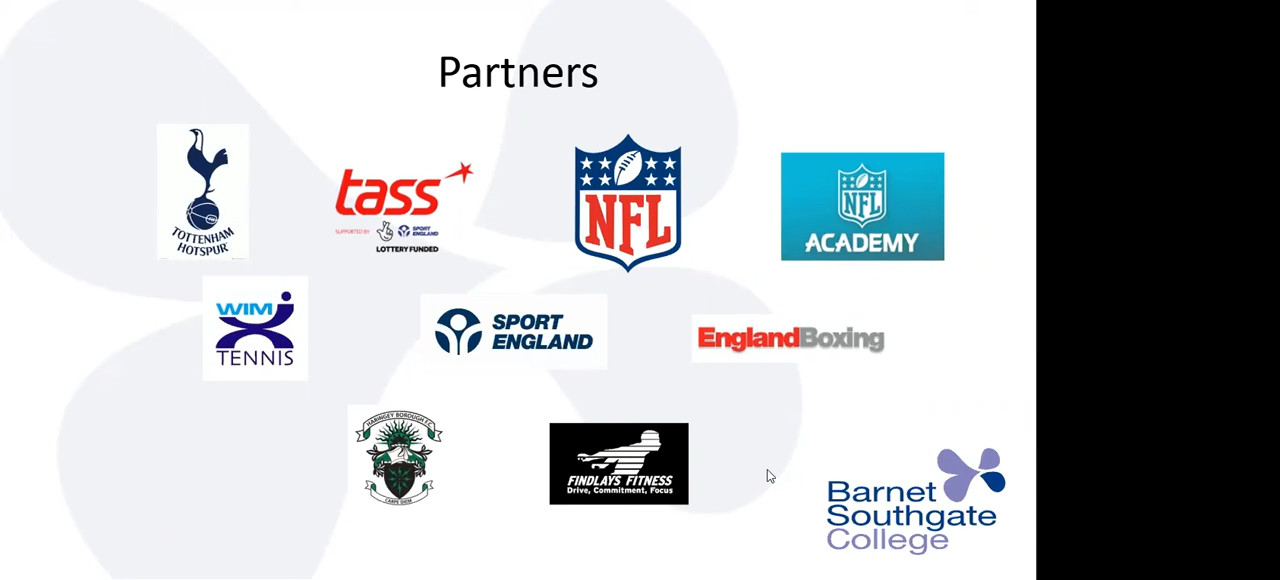 Partners
TOTTENHAM
HOTSPUR
tass
SUPPORTED BY
SPORT
ENGLAND
LOTTERY FUNDED
NFL
NFL
ACADEMY
WIM
TENNIS
SPORT
ENGLAND
EnglandBoxing
HARINGEY BOROUGH F.C.
CARPE DIEM
FINDLAYS FITNESS
Drive, Commitment, Focus
Barnet
Southgate
College